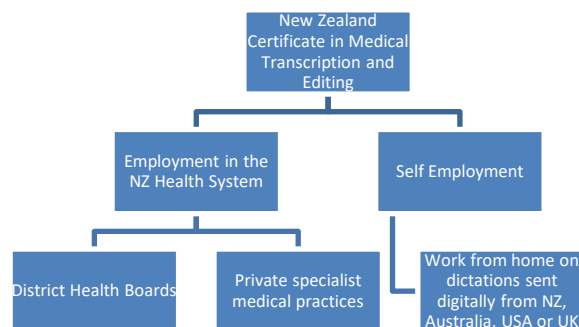 New Zealand
Certificate in Medical
Transcription and
Editing
Employment in the
NZ Health System
Self Employment
District Health Boards
Private specialist
medical practices
Work from home on
dictations sent
digitally from NZ,
Australia, USA or UK